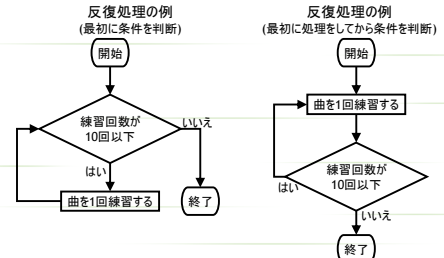 反復処理の例
(最初に条件を判断)
開始
練習回数が
10回以下
いいえ
はい
曲を1回練習する
終了
反復処理の例
(最初に処理をしてから条件を判断)
開始
曲を1回練習する
練習回数が
10回以下
はい
いいえ
終了